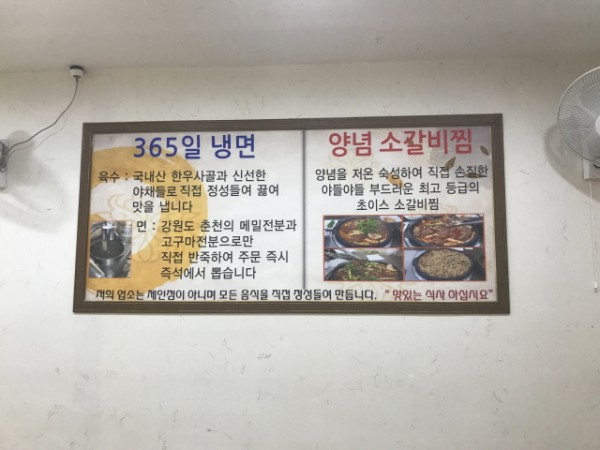 365일 냉면
육수 : 국내산 한우사골과 신선한
야채들로 직접 정성들여 끓여
맛을 냅니다
면 : 강원도 춘천의 메밀전분과
고구마전분으로만
직접 반죽하여 주문 즉시
즉석에서 뽑습니다
양념 소갈비찜
양념을 저온 숙성하여 직접 손질한
야들야들 부드러운 최고 등급의
초이스 소갈비찜
저희 업소는 체인점이 아니며 모든 음식을 직접 정성들여 만듭니다. " 맛있는 식사 하십시요"